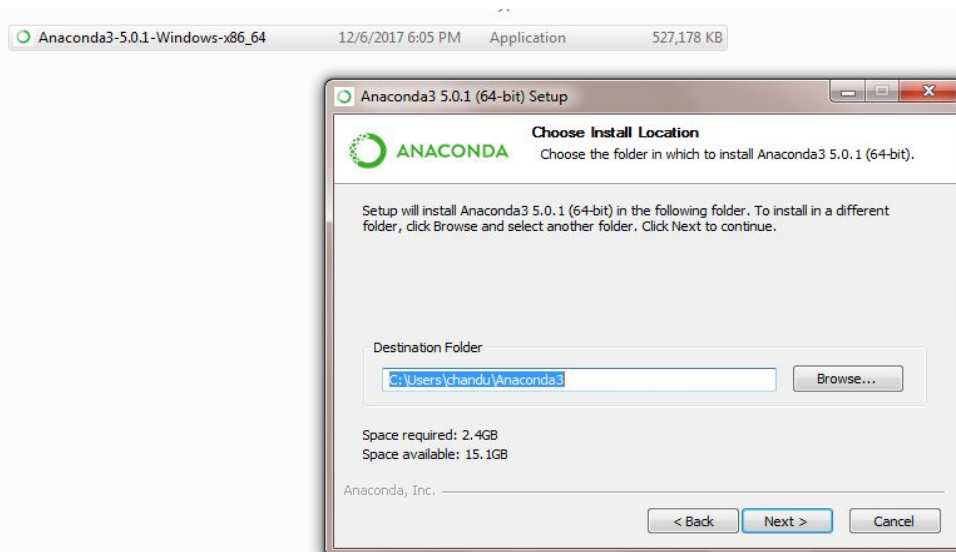 Anaconda3-5.0.1-Windows-x86_64 12/6/2017 6:05 PM Application 527,178 KB
Anaconda3 5.0.1 (64-bit) Setup
ANACONDA
Choose Install Location
Choose the folder in which to install Anaconda3 5.0.1 (64-bit).
Setup will install Anaconda3 5.0.1 (64-bit) in the following folder. To install in a different
folder, click Browse and select another folder. Click Next to continue.
Destination Folder
C:\Users\chandu\Anaconda3
Browse...
Space required: 2.4GB
Space available: 15.1GB
Anaconda, Inc.
< Back Next > Cancel